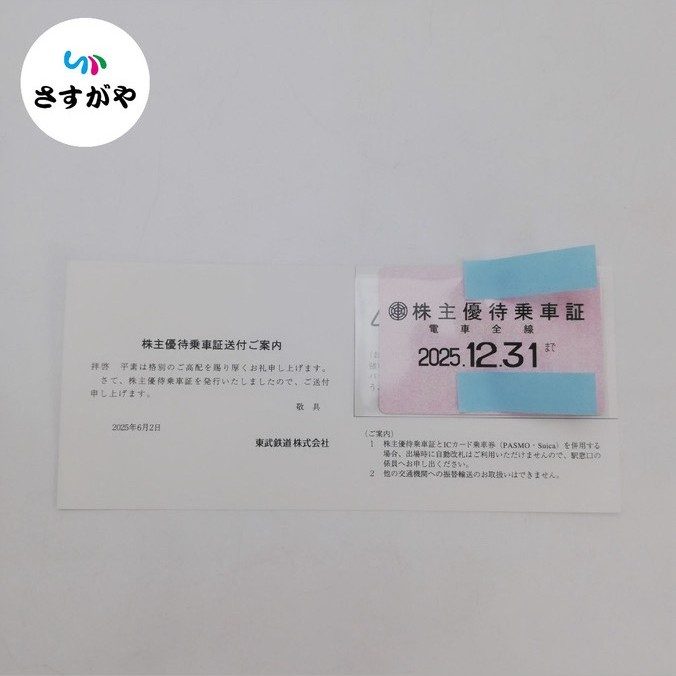 さすがや
株主優待乗車証送付ご案内
拝啓 平素は格別のご高配を賜り厚くお礼申し上げます。
さて、株主優待乗車証を発行いたしましたので、ご送付
申し上げます。
敬 具
2025年6月2日
東武鉄道株式会社
株主優待乗車証
電車全線
2025.12.31まで
(ご案内)
1 株主優待乗車証とICカード乗車券(PASMO・Suica)を併用する
場合、出場時に自動改札はご利用いただけませんので、駅窓口の
係員へお申し出ください。
2 他の交通機関への振替輸送のお取扱いはできません。